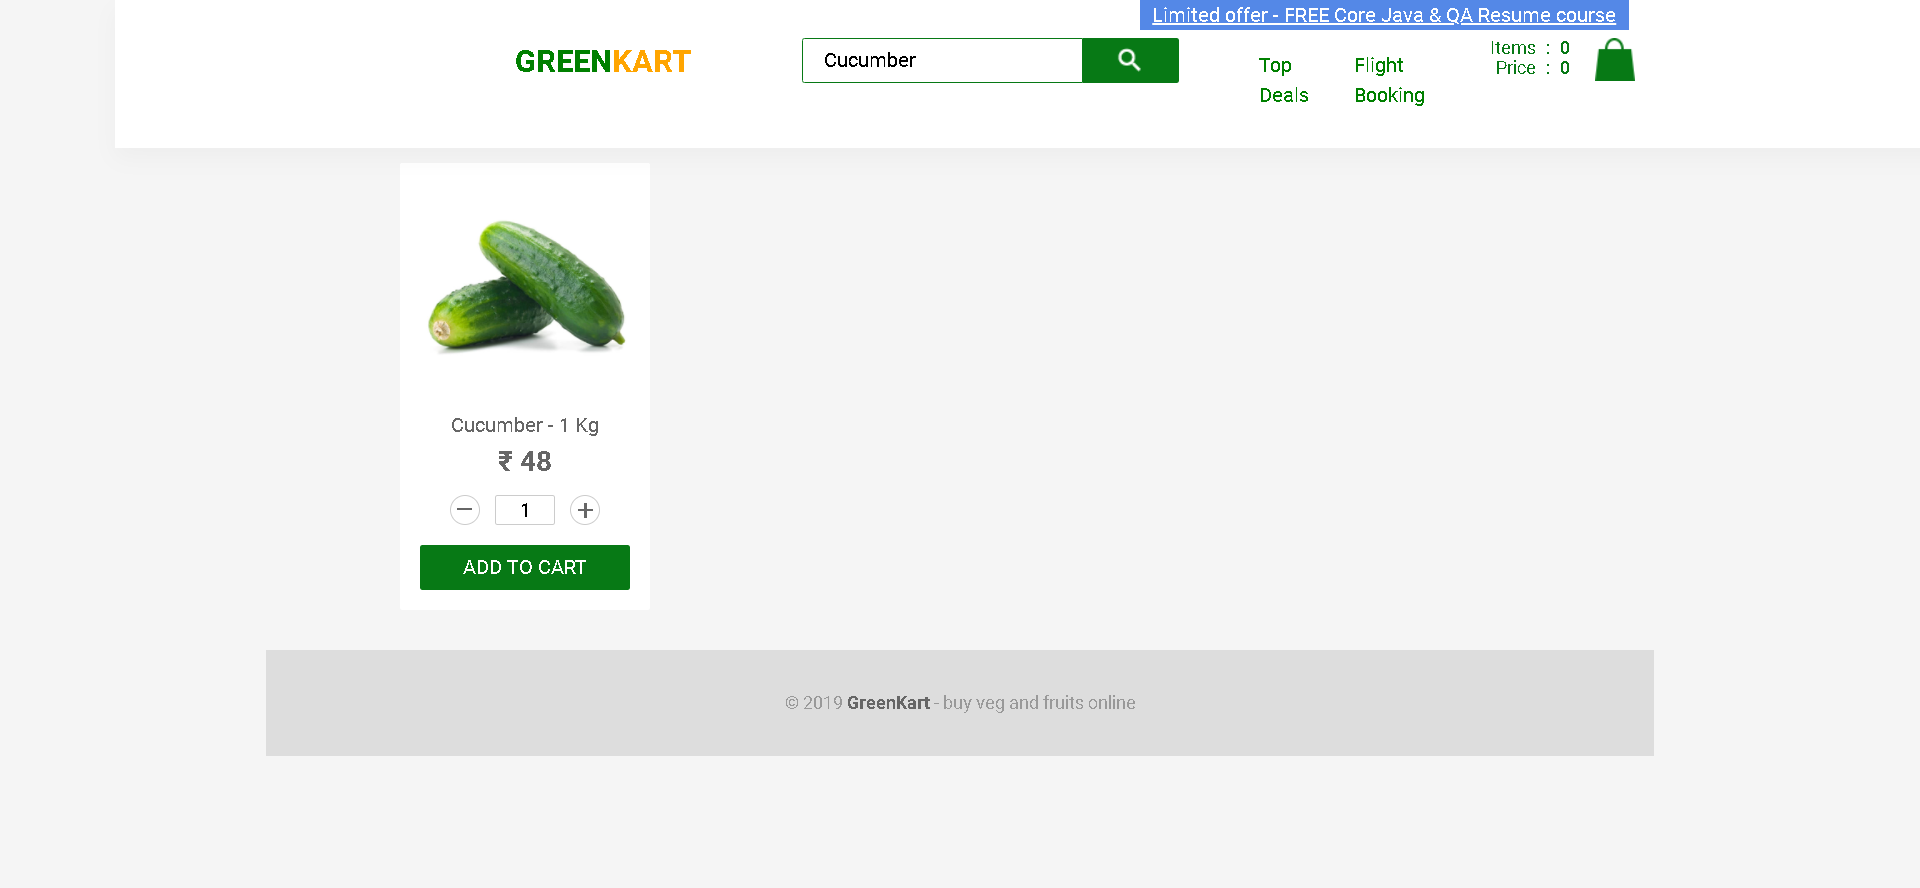 Limited offer - FREE Core Java & QA Resume course
GREENKART
Cucumber
Top Deals
Flight Booking
Items : 0
Price : 0
Cucumber - 1 Kg
₹ 48
1
ADD TO CART
© 2019 GreenKart - buy veg and fruits online